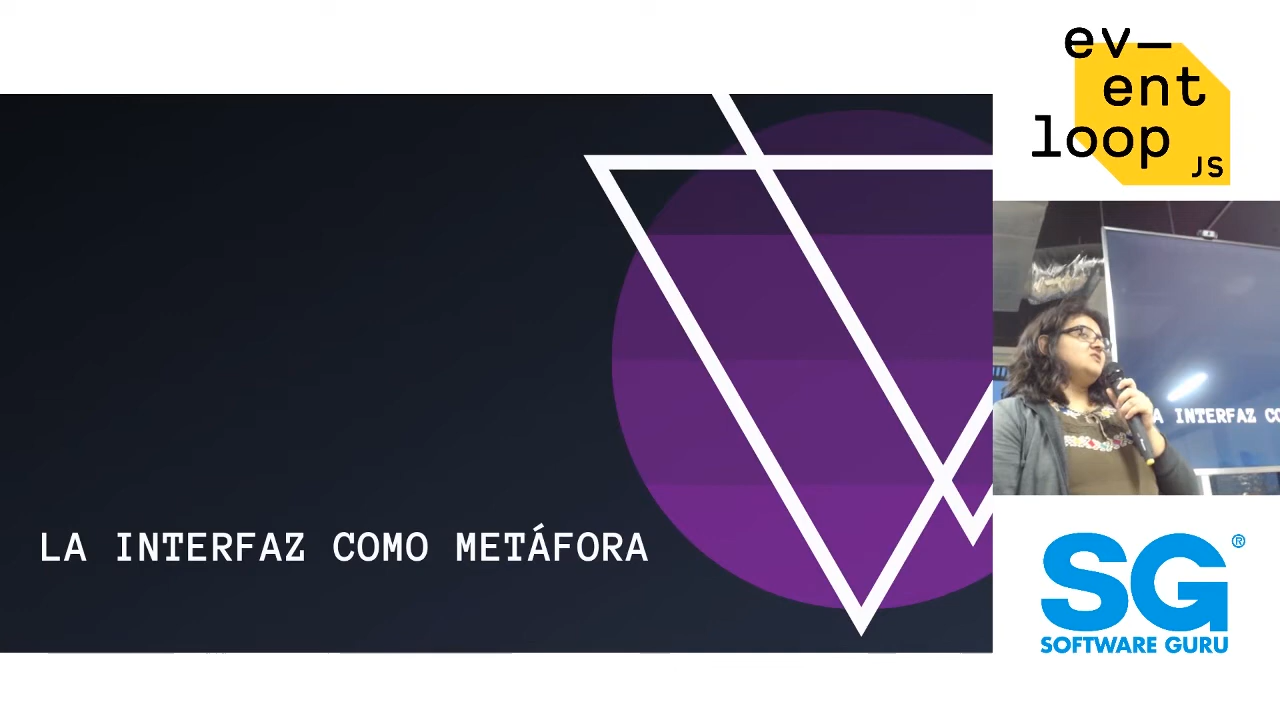 LA INTERFAZ COMO METÁFORA
ev—
ent
loop
JS
A INTERFAZ CO
SG®
SOFTWARE GURU